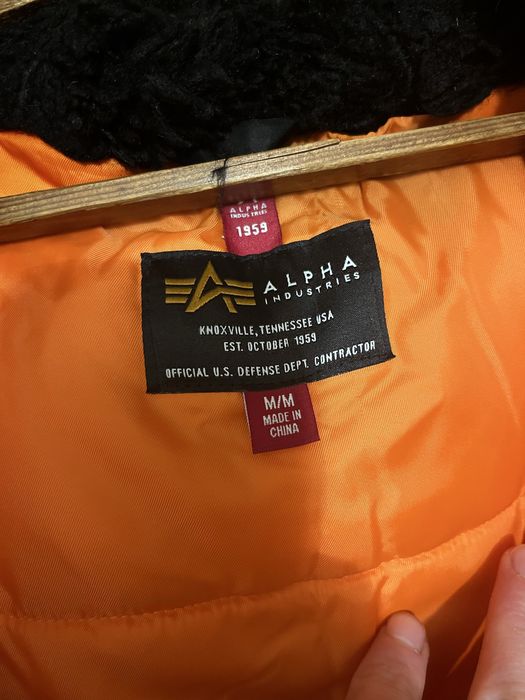 ALPHA
INDUSTRIES
1959
ALPHA
INDUSTRIES
KNOXVILLE, TENNESSEE USA
EST. OCTOBER 1959
OFFICIAL U.S. DEFENSE DEPT. CONTRACTOR
M/M
MADE IN
CHINA